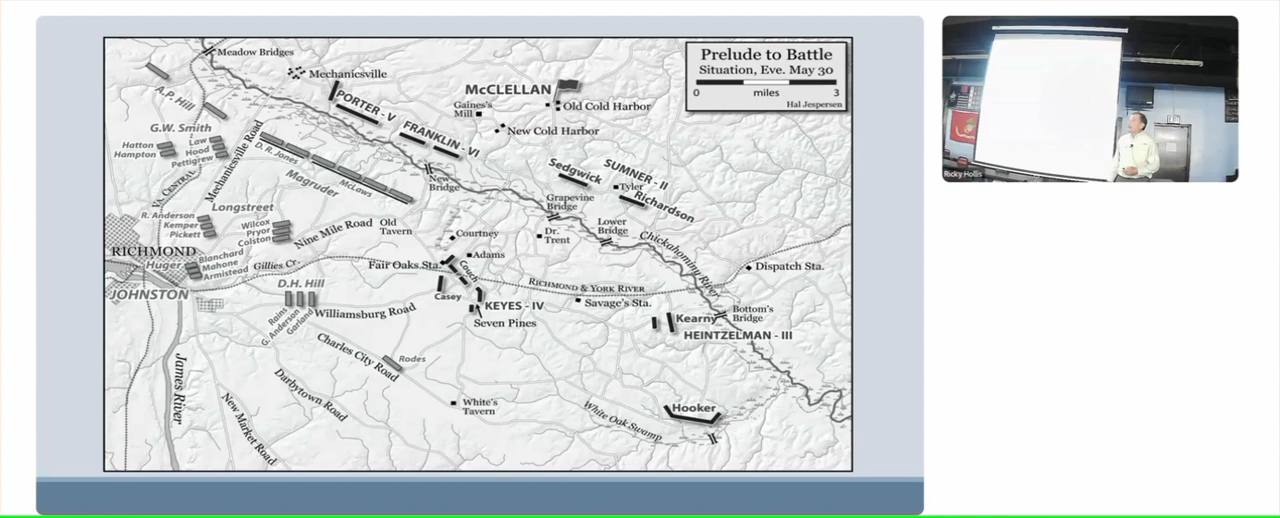 Prelude to Battle
Situation, Eve. May 30
0 miles 3
Hal Jespersen
Meadow Bridges
Mechanicsville
A.P. Hill
PORTER - V
McCLELLAN
Gaines's
Mill
Old Cold Harbor
New Cold Harbor
FRANKLIN - VI
G.W. Smith
Hatton
Hampton
Law
Hood
Pettigrew
Mechanicsville Road
D. R. Jones
Magruder
McLaws
New
Bridge
VA. CENTRAL
Sedgwick
SUMNER - II
Tyler
Richardson
Grapevine
Bridge
Lower
Bridge
Longstreet
R. Anderson
Kemper
Pickett
Wilcox
Pryor
Colston
Nine Mile Road
Old
Tavern
Courtney
Dr.
Trent
Chickahominy River
RICHMOND
Huger
Blanchard
Mahone
Armistead
Gillies Cr.
Fair Oaks Sta.
Adams
Couch
Dispatch Sta.
JOHNSTON
D.H. Hill
Rains
G. Anderson
Garland
Williamsburg Road
Casey
KEYES - IV
Seven Pines
RICHMOND & YORK RIVER
Savage's Sta.
Kearny
Bottom's
Bridge
HEINTZELMAN - III
James River
Charles City Road
Rodes
Darbytown Road
New Market Road
White's
Tavern
White Oak Swamp
Hooker
Ricky Hollis